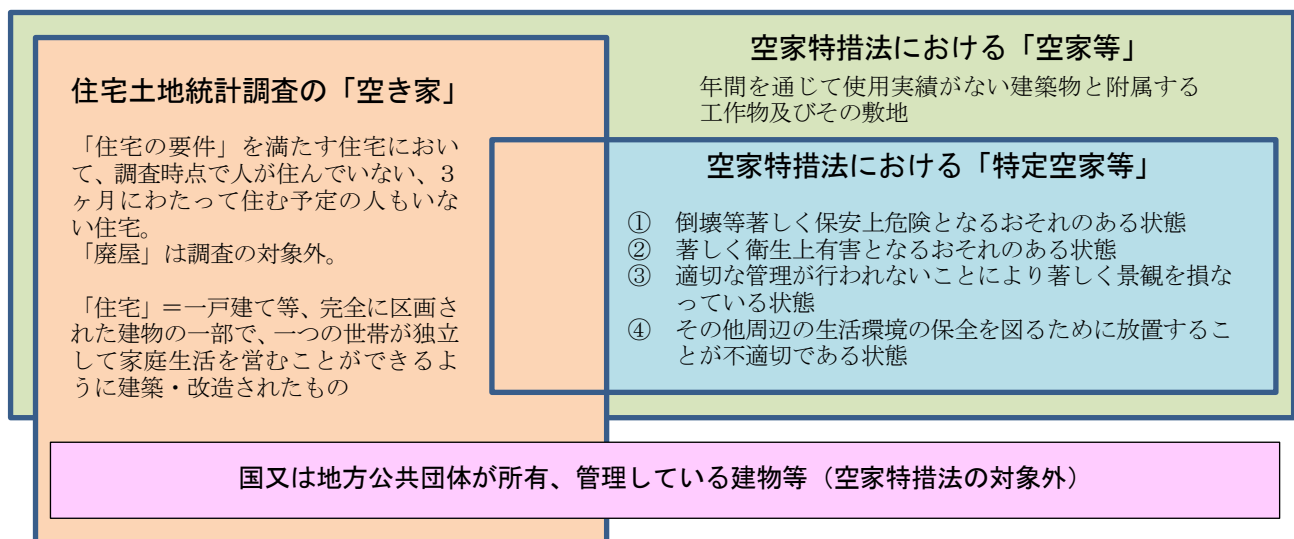 住宅土地統計調査の「空き家」
「住宅の要件」を満たす住宅におい
て、調査時点で人が住んでいない、３
ヶ月にわたって住む予定の人もいな
い住宅。
「廃屋」は調査の対象外。
「住宅」＝一戸建て等、完全に区画さ
れた建物の一部で、一つの世帯が独立
して家庭生活を営むことができるよ
うに建築・改造されたもの
空家特措法における「空家等」
年間を通じて使用実績がない建築物と附属する
工作物及びその敷地
空家特措法における「特定空家等」
① 倒壊等著しく保安上危険となるおそれのある状態
② 著しく衛生上有害となるおそれのある状態
③ 適切な管理が行われないことにより著しく景観を損な
っている状態
④ その他周辺の生活環境の保全を図るために放置するこ
とが不適切である状態
国又は地方公共団体が所有、管理している建物等（空家特措法の対象外）